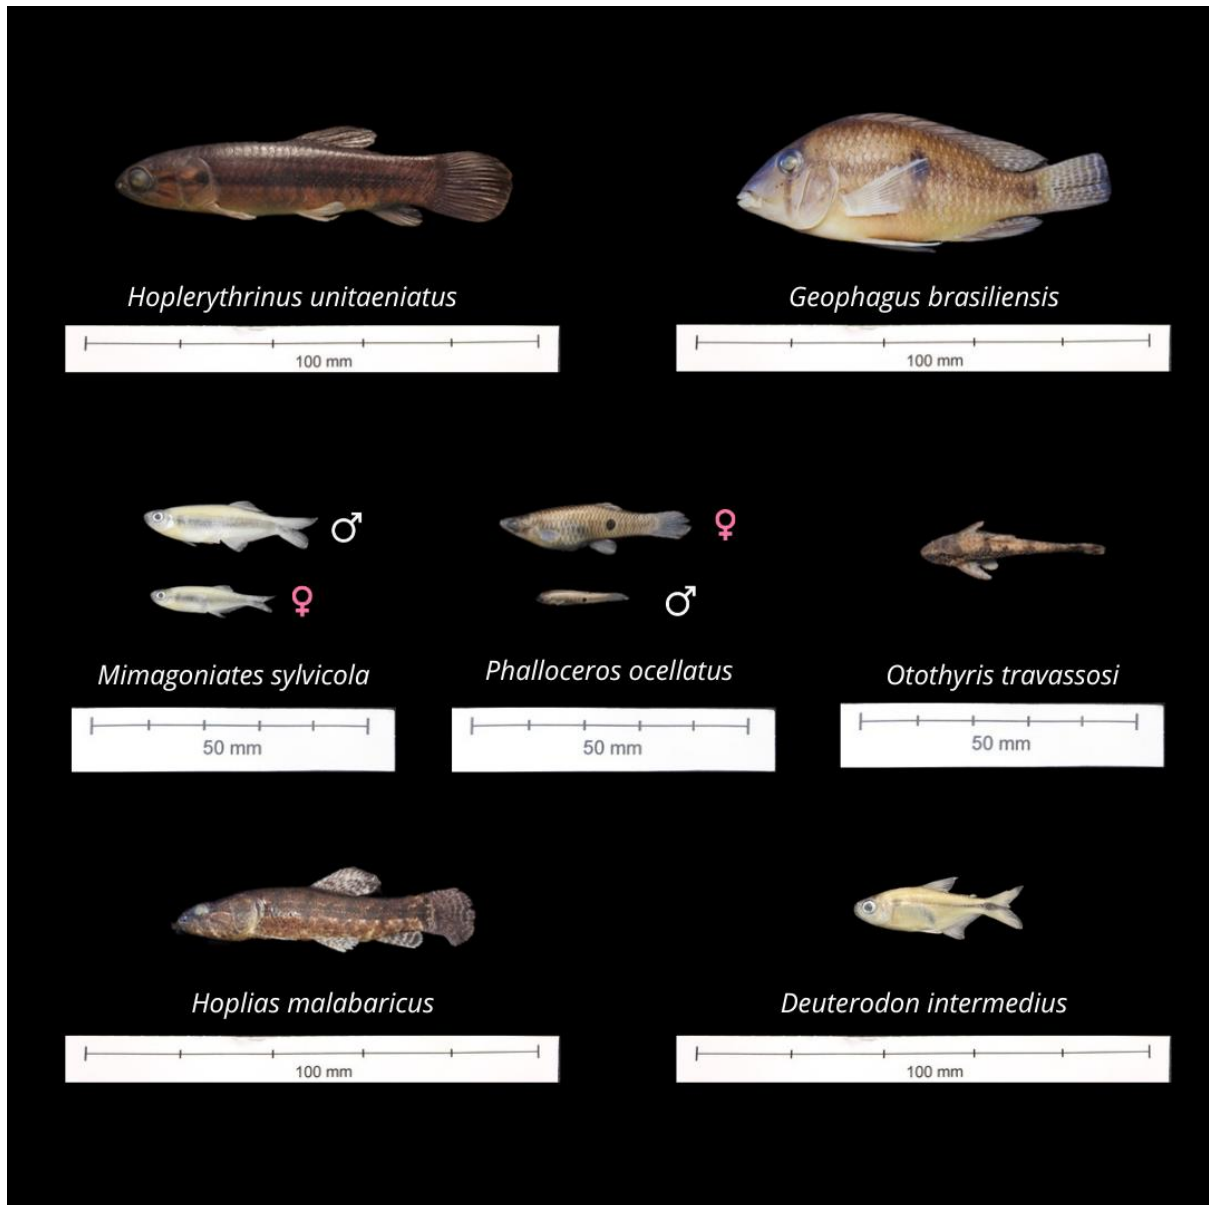 Hoplerythrinus unitaeniatus
Geophagus brasiliensis
100 mm
100 mm
♂
♀
♀
♂
Mimagoniates sylvicola
Phalloceros ocellatus
Otothyris travassosi
50 mm
50 mm
50 mm
Hoplias malabaricus
Deuterodon intermedius
100 mm
100 mm